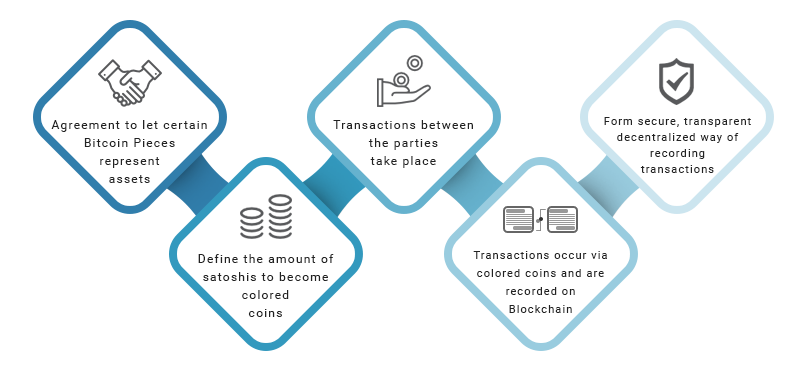 Agreement to let certain
Bitcoin Pieces
represent
assets
Define the amount of
satoshis to become
colored
coins
Transactions between
the parties
take place
Transactions occur via
colored coins and are
recorded on
Blockchain
Form secure, transparent
decentralized way of
recording
transactions